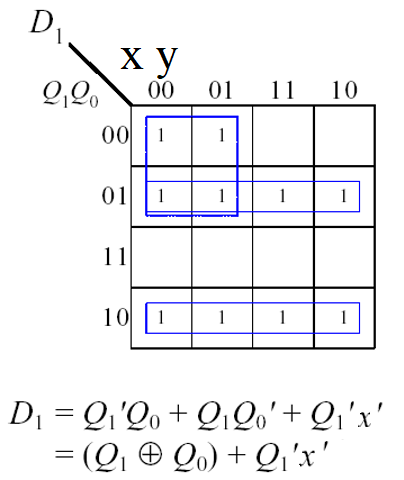 D₁
x y
Q₁Q₀ 00 01 11 10
00 1 1
01 1 1 1 1
11
10 1 1 1 1
D₁ = Q₁′Q₀ + Q₁Q₀′ + Q₁′x′
= (Q₁ ⊕ Q₀) + Q₁′x′